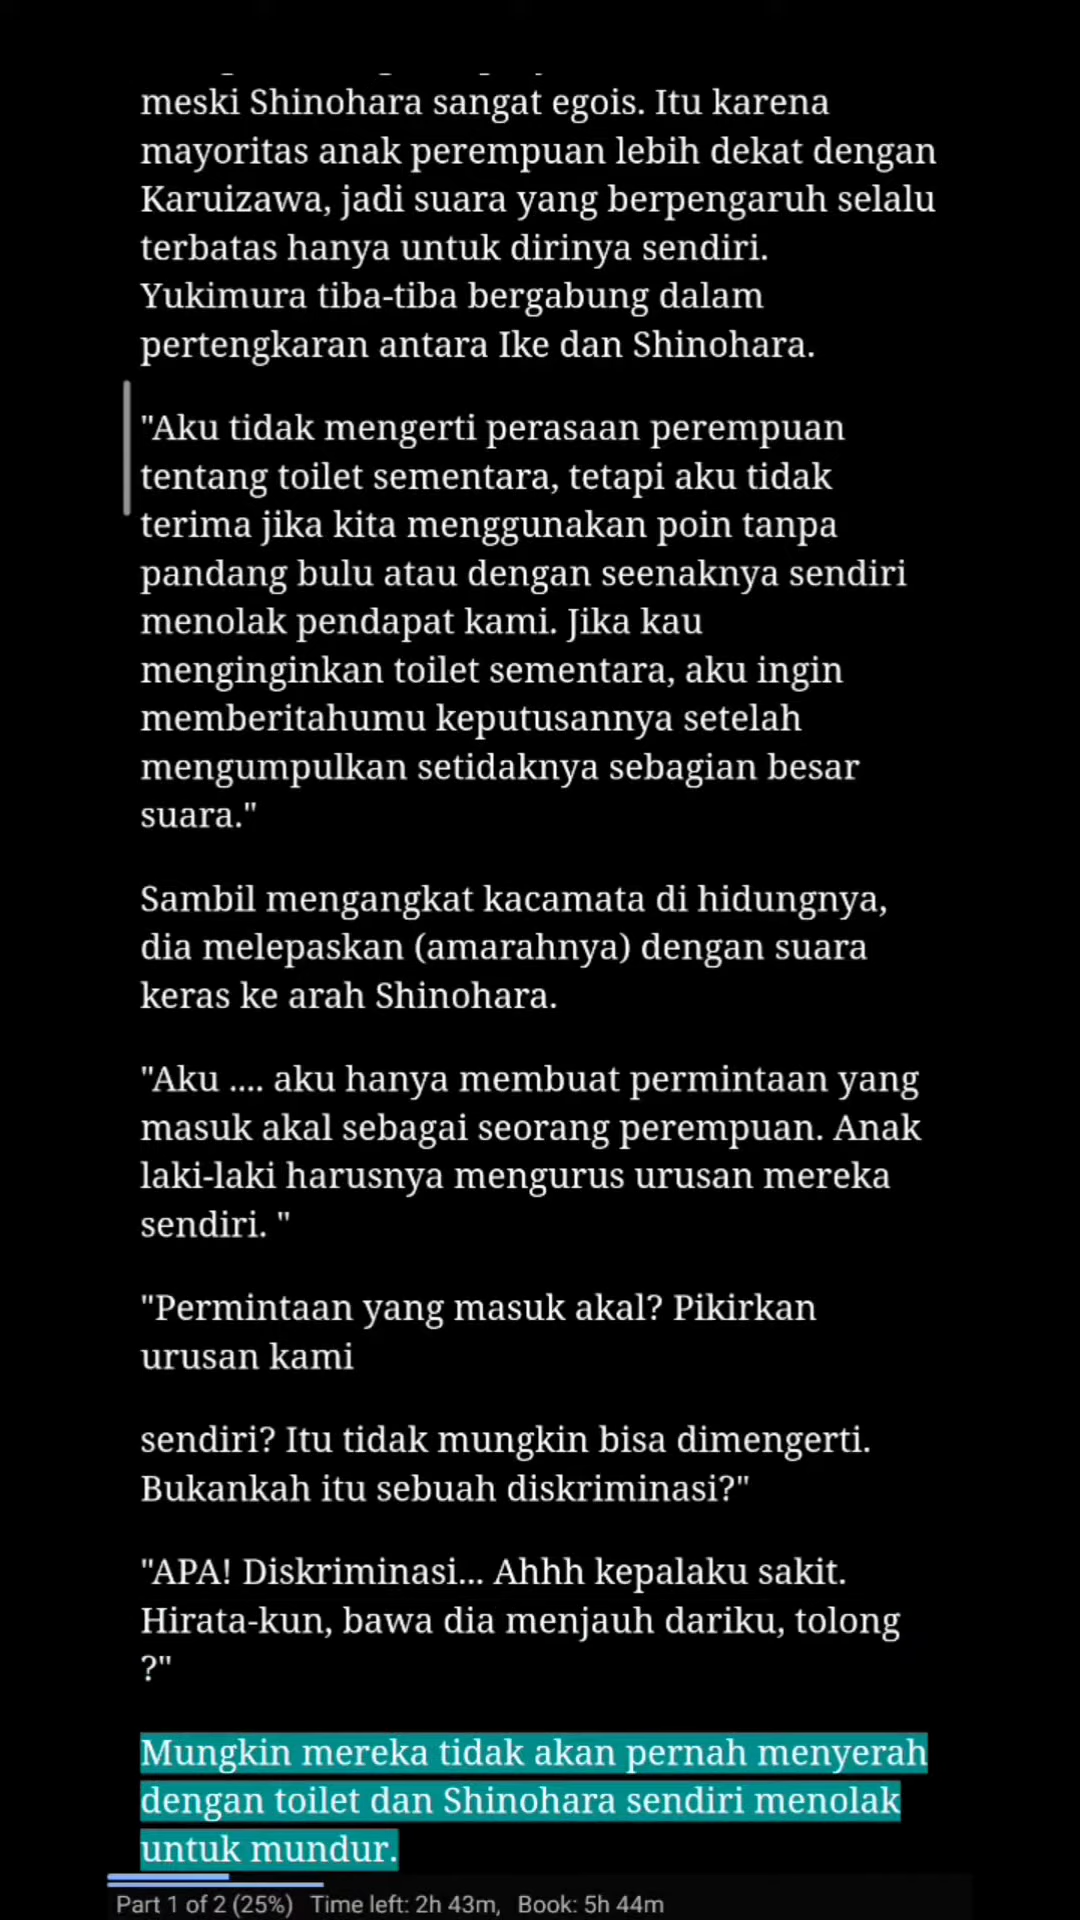 meski Shinohara sangat egois. Itu karena
mayoritas anak perempuan lebih dekat dengan
Karuizawa, jadi suara yang berpengaruh selalu
terbatas hanya untuk dirinya sendiri.
Yukimura tiba-tiba bergabung dalam
pertengkaran antara Ike dan Shinohara.
"Aku tidak mengerti perasaan perempuan
tentang toilet sementara, tetapi aku tidak
terima jika kita menggunakan poin tanpa
pandang bulu atau dengan seenaknya sendiri
menolak pendapat kami. Jika kau
menginginkan toilet sementara, aku ingin
memberitahumu keputusannya setelah
mengumpulkan setidaknya sebagian besar
suara."
Sambil mengangkat kacamata di hidungnya,
dia melepaskan (amarahnya) dengan suara
keras ke arah Shinohara.
"Aku .... aku hanya membuat permintaan yang
masuk akal sebagai seorang perempuan. Anak
laki-laki harusnya mengurus urusan mereka
sendiri. "
"Permintaan yang masuk akal? Pikirkan
urusan kami
sendiri? Itu tidak mungkin bisa dimengerti.
Bukankah itu sebuah diskriminasi?"
"APA! Diskriminasi... Ahhh kepalaku sakit.
Hirata-kun, bawa dia menjauh dariku, tolong
?"
Mungkin mereka tidak akan pernah menyerah
dengan toilet dan Shinohara sendiri menolak
untuk mundur.
Part 1 of 2 (25%) Time left: 2h 43m, Book: 5h 44m